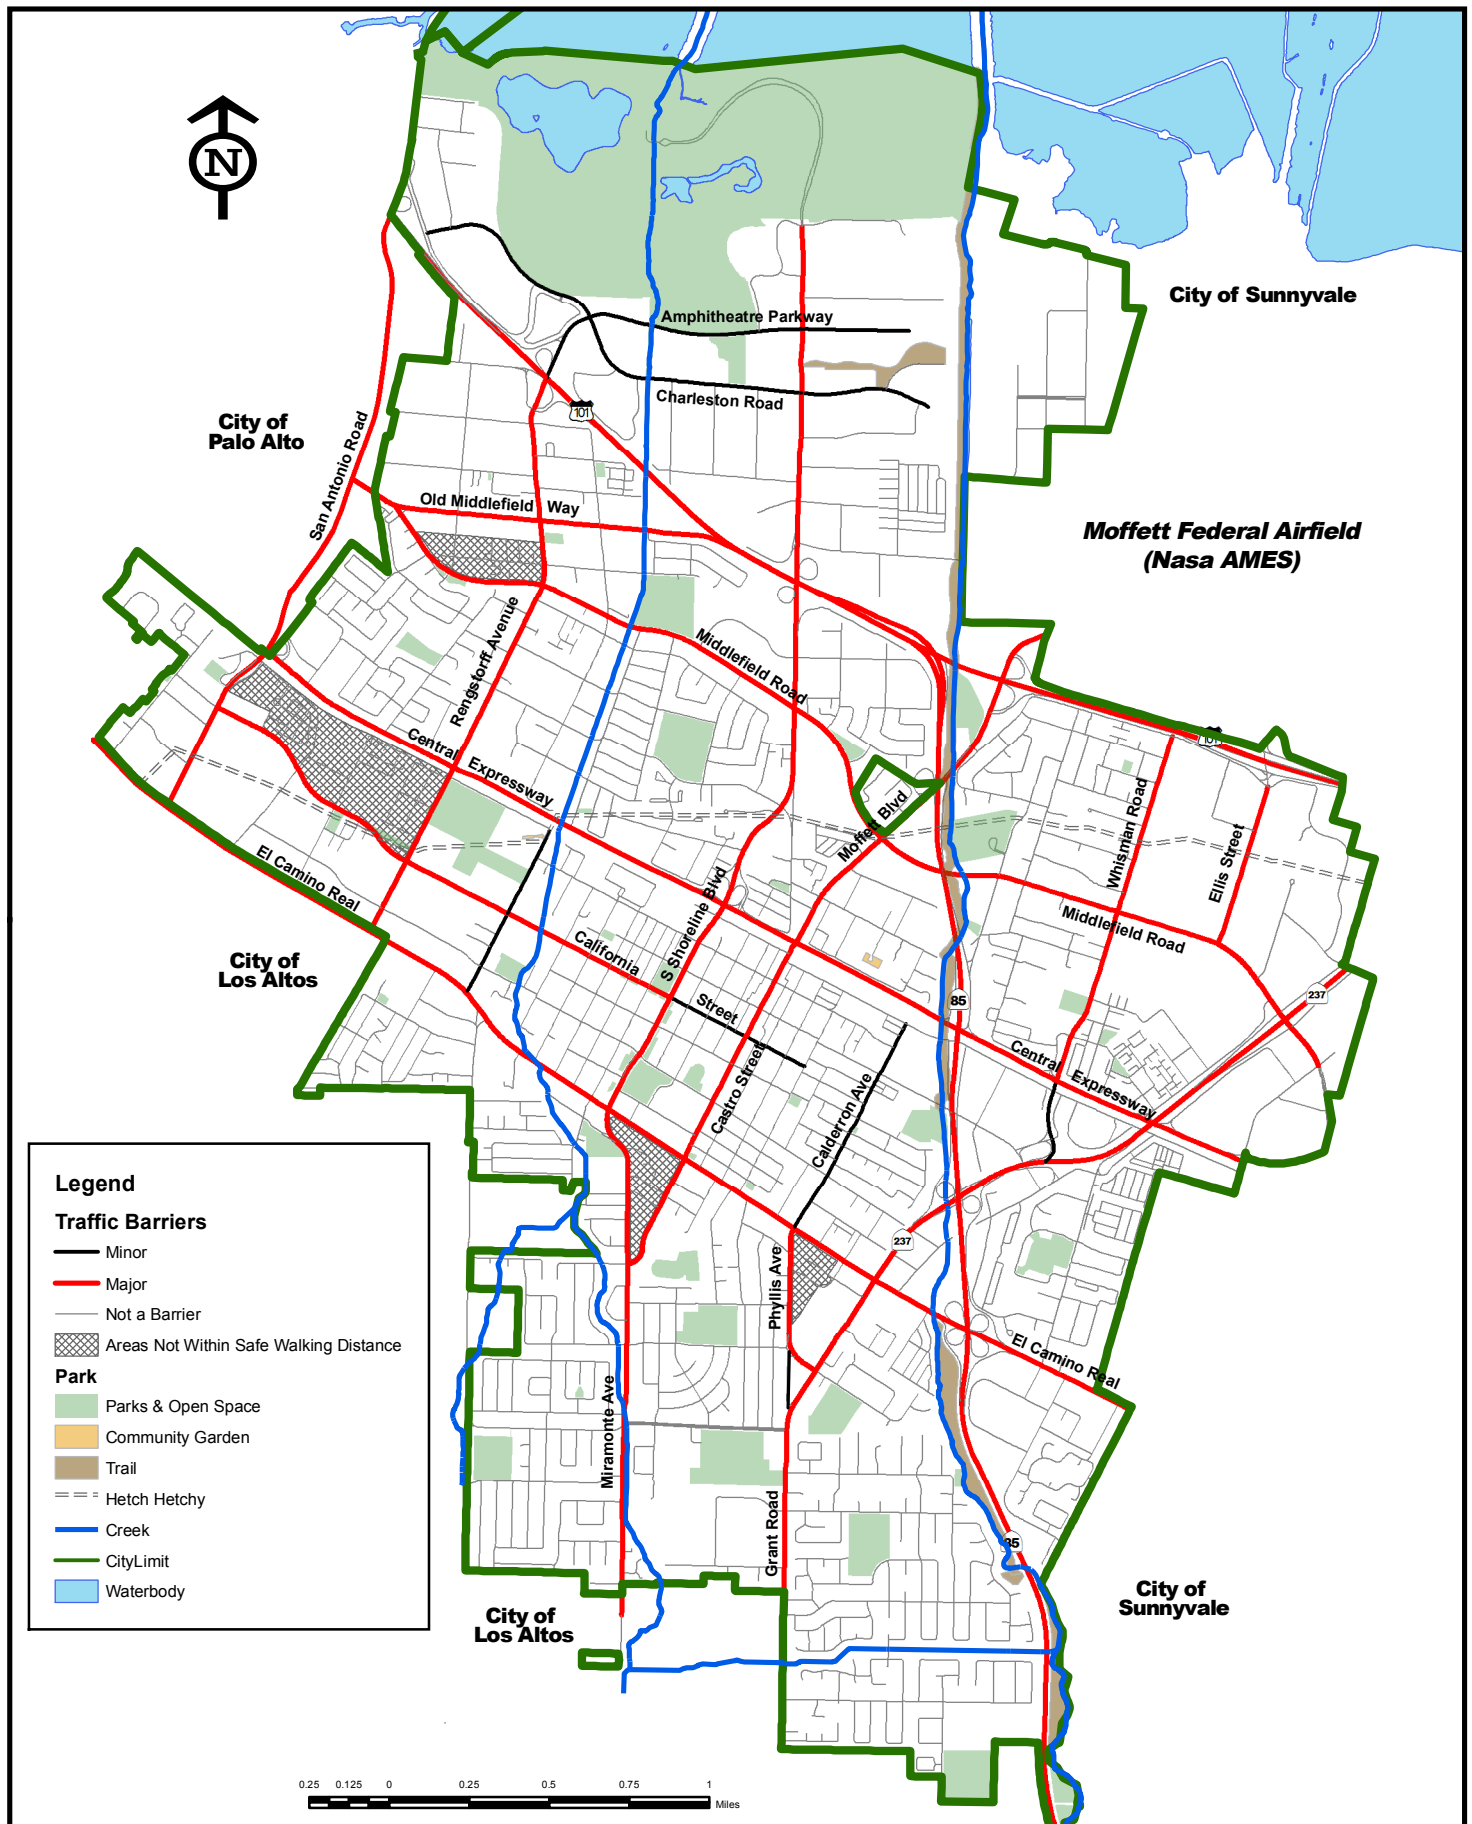 N
City of Sunnyvale
Amphitheatre Parkway
Charleston Road
101
City of
Palo Alto
San Antonio Road
Old Middlefield Way
Moffett Federal Airfield
(Nasa AMES)
Rengstorff Avenue
Middlefield Road
Central Expressway
101
Moffett Blvd
Whisman Road
Ellis Street
El Camino Real
S Shoreline Blvd
Middlefield Road
California Street
City of
Los Altos
85
237
Castro Street
Calderron Ave
Central Expressway
237
Phyllis Ave
El Camino Real
Miramonte Ave
Grant Road
85
City of
Sunnyvale
City of
Los Altos
Legend
Traffic Barriers
Minor
Major
Not a Barrier
Areas Not Within Safe Walking Distance
Park
Parks & Open Space
Community Garden
Trail
Hetch Hetchy
Creek
CityLimit
Waterbody
0.25 0.125 0 0.25 0.5 0.75 1
Miles